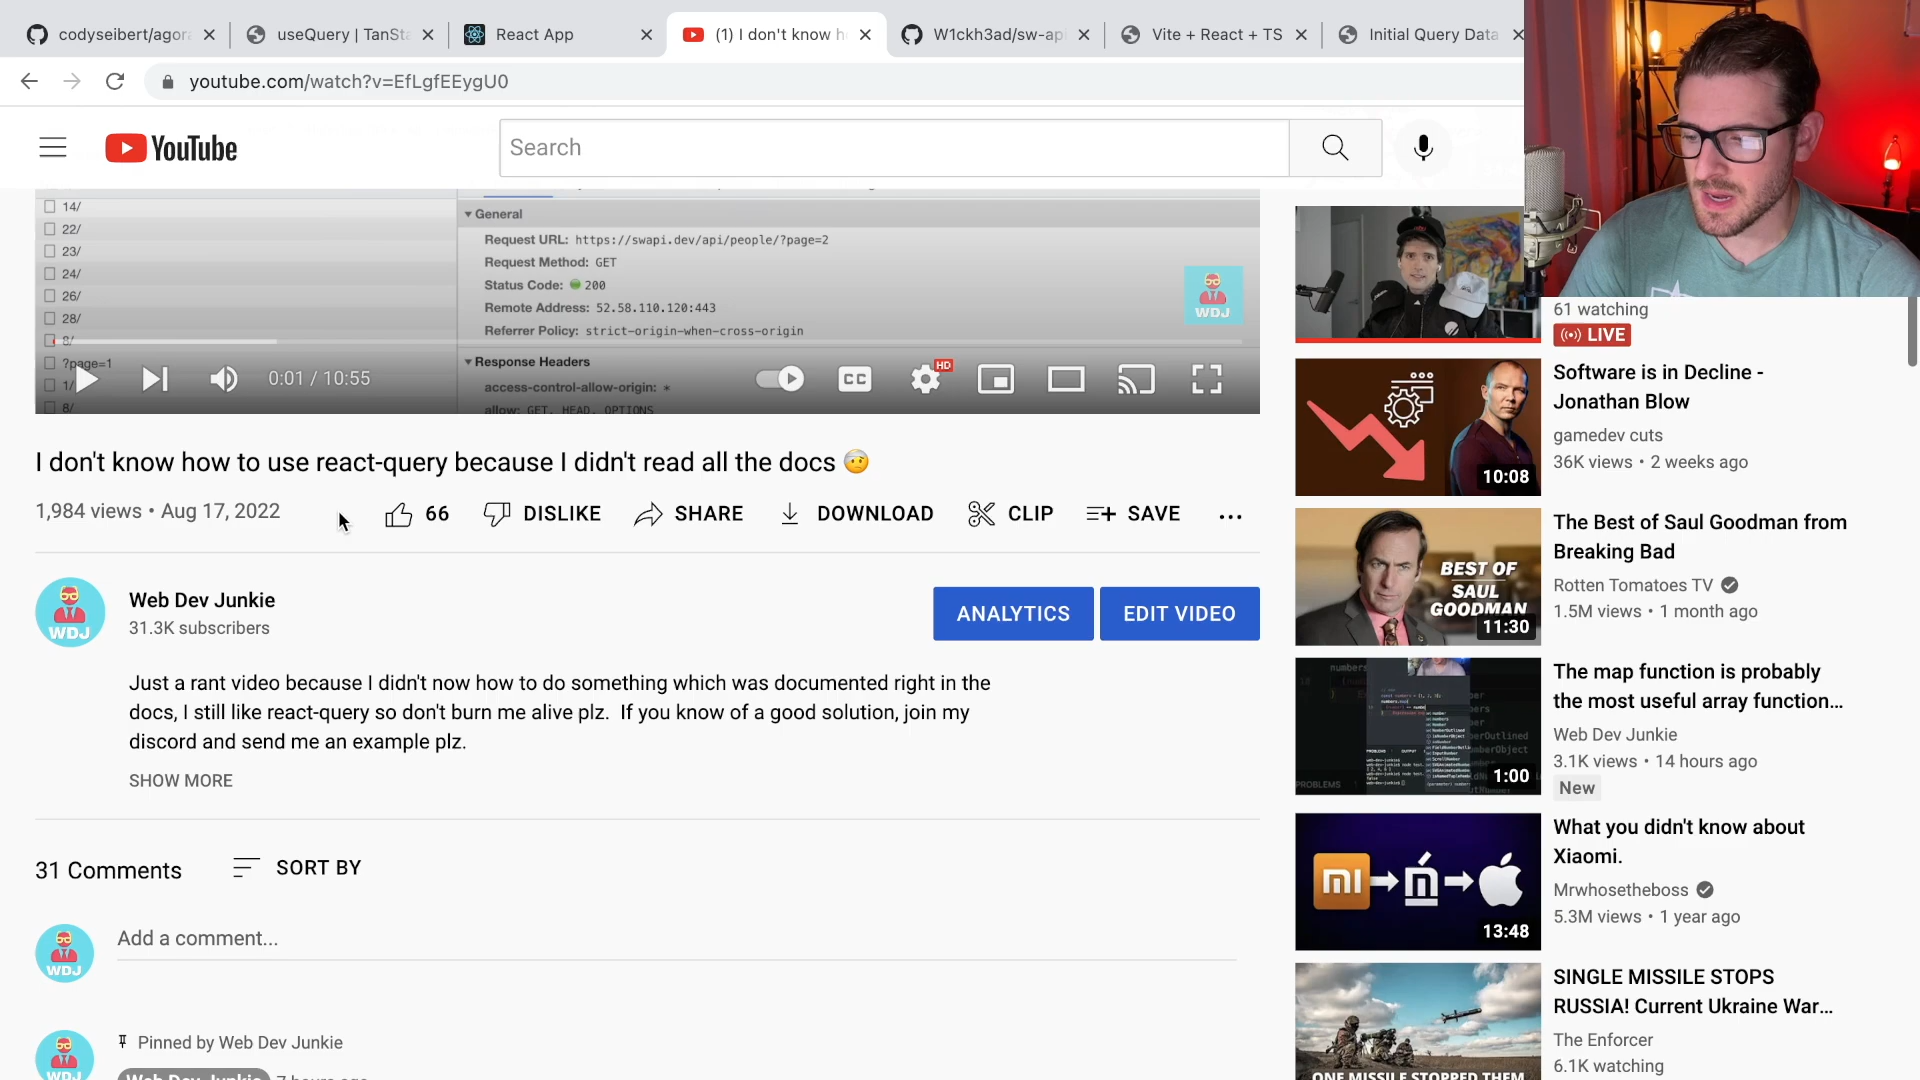 codyseibert/agora
useQuery | TanSta
React App
(1) I don't know h
W1ckh3ad/sw-api
Vite + React + TS
Initial Query Data
youtube.com/watch?v=EfLgfEEygU0
YouTube
Search
14/
22/
23/
24/
26/
28/
8/
?page=1
1/
8/
General
Request URL: https://swapi.dev/api/people/?page=2
Request Method: GET
Status Code: 200
Remote Address: 52.58.110.120:443
Referrer Policy: strict-origin-when-cross-origin
Response Headers
access-control-allow-origin: *
allow: GET, HEAD, OPTIONS
WDJ
0:01 / 10:55
CC
HD
I don't know how to use react-query because I didn't read all the docs 🤕
1,984 views • Aug 17, 2022
66
DISLIKE
SHARE
DOWNLOAD
CLIP
SAVE
WDJ
Web Dev Junkie
31.3K subscribers
ANALYTICS
EDIT VIDEO
Just a rant video because I didn't now how to do something which was documented right in the
docs, I still like react-query so don't burn me alive plz. If you know of a good solution, join my
discord and send me an example plz.
SHOW MORE
31 Comments
SORT BY
WDJ
Add a comment...
Pinned by Web Dev Junkie
WDJ
Web Dev Junkie 7 hours ago
61 watching
LIVE
Software is in Decline -
Jonathan Blow
gamedev cuts
36K views • 2 weeks ago
10:08
The Best of Saul Goodman from
Breaking Bad
Rotten Tomatoes TV
1.5M views • 1 month ago
BEST OF
SAUL
GOODMAN
11:30
The map function is probably
the most useful array function...
Web Dev Junkie
3.1K views • 14 hours ago
New
PROBLEMS
1:00
What you didn't know about
Xiaomi.
Mrwhosetheboss
5.3M views • 1 year ago
mi
13:48
SINGLE MISSILE STOPS
RUSSIA! Current Ukraine War...
The Enforcer
6.1K watching
ONE MISSILE STOPPED THEM